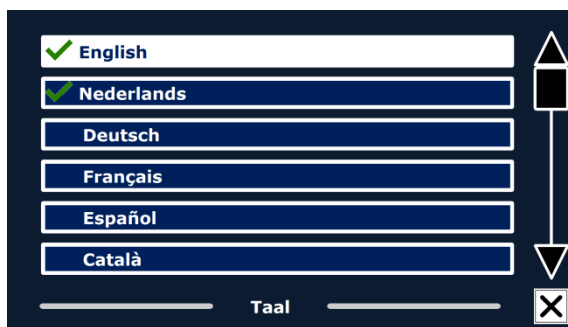 English
Nederlands
Deutsch
Français
Español
Català
Taal